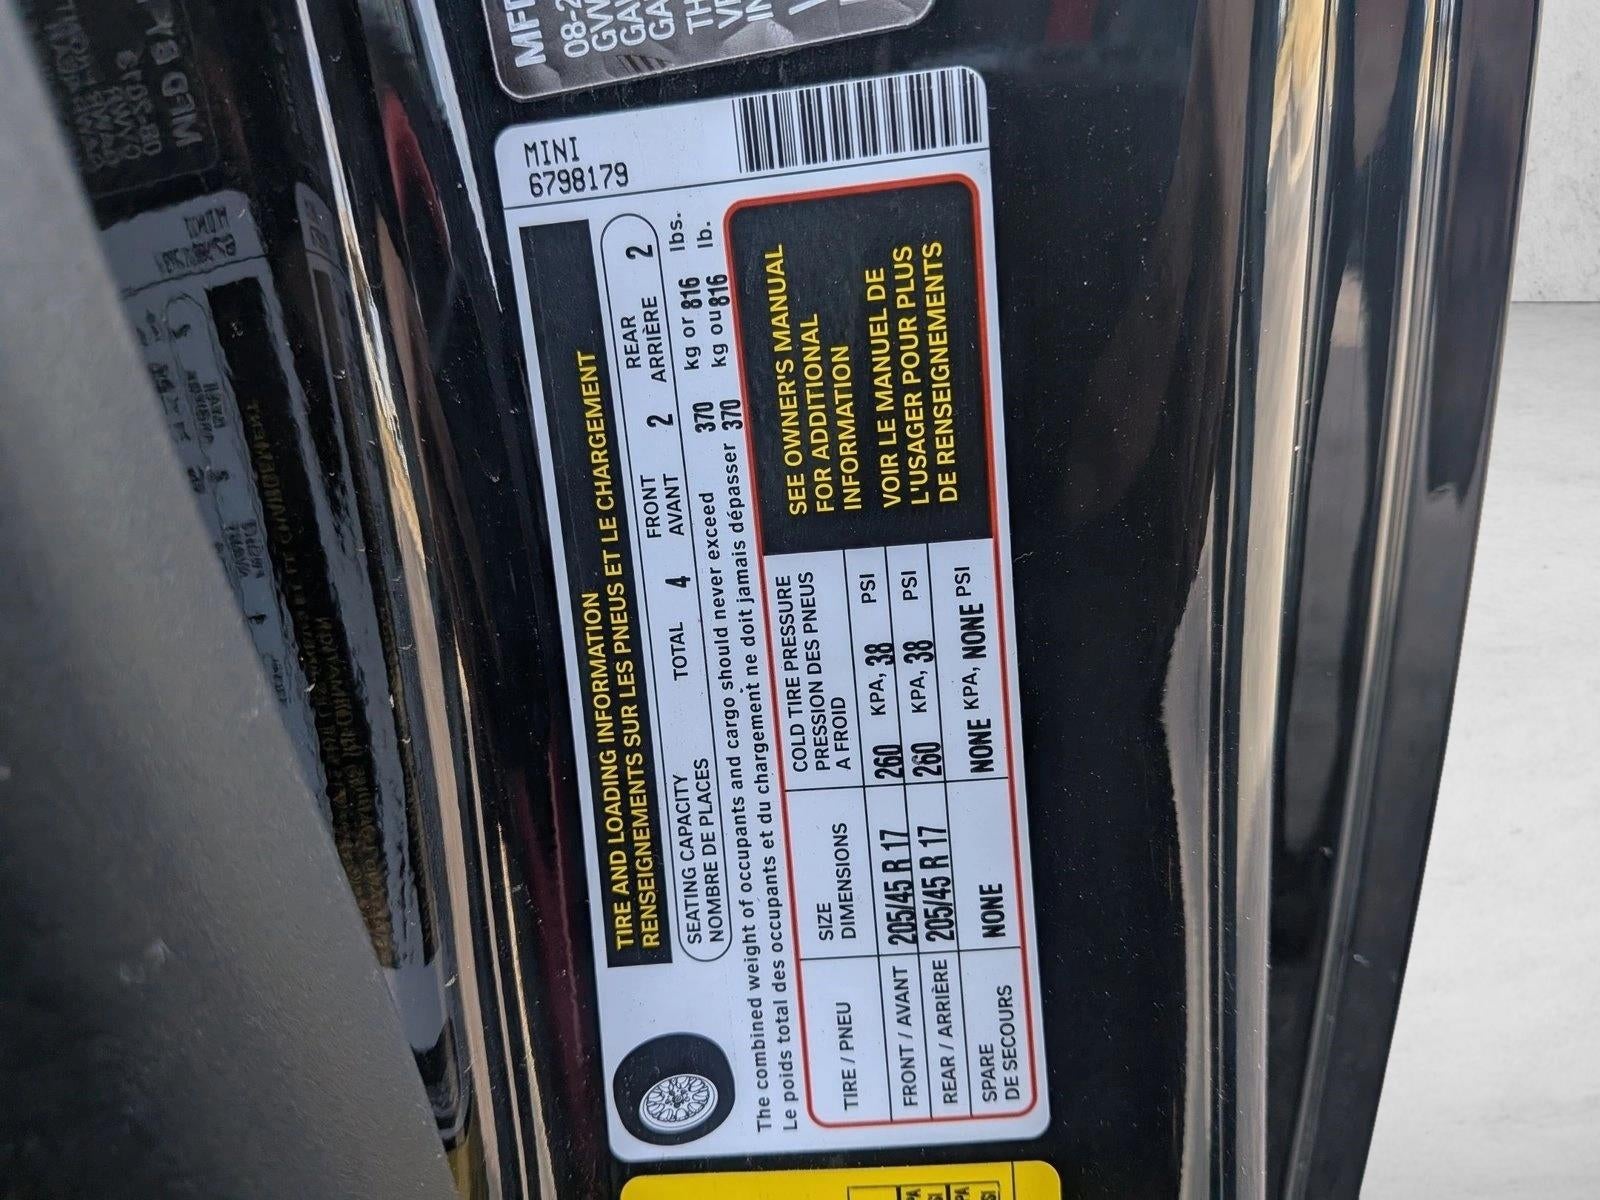 MINI
6798179
TIRE AND LOADING INFORMATION
RENSEIGNEMENTS SUR LES PNEUS ET LE CHARGEMENT
SEATING CAPACITY TOTAL 4 FRONT 2 REAR 2
NOMBRE DE PLACES AVANT ARRIÈRE
The combined weight of occupants and cargo should never exceed 370 kg or 816 lbs.
Le poids total des occupants et du chargement ne doit jamais dépasser 370 kg ou 816 lb.
TIRE / PNEU
SIZE
DIMENSIONS
COLD TIRE PRESSURE
PRESSION DES PNEUS
A FROID
FRONT / AVANT 205/45 R 17 260 KPA, 38 PSI
REAR / ARRIÈRE 205/45 R 17 260 KPA, 38 PSI
SPARE
DE SECOURS NONE NONE KPA, NONE PSI
SEE OWNER'S MANUAL
FOR ADDITIONAL
INFORMATION
VOIR LE MANUEL DE
L'USAGER POUR PLUS
DE RENSEIGNEMENTS